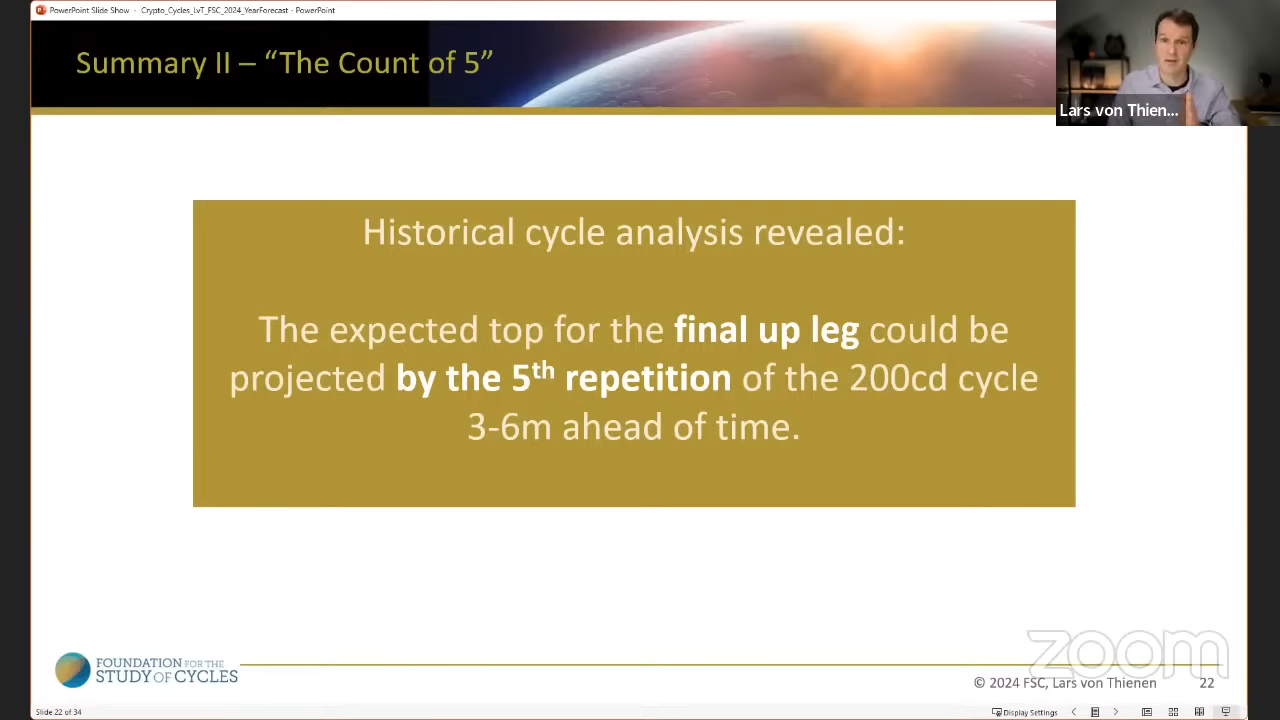 PowerPoint Slide Show - Crypto_Cycles_LvT_FSC_2024_YearForecast - PowerPoint
Summary II – “The Count of 5”
Lars von Thien...
Historical cycle analysis revealed:
The expected top for the final up leg could be
projected by the 5th repetition of the 200cd cycle
3-6m ahead of time.
zoom
FOUNDATION FOR THE
STUDY OF CYCLES
© 2024 FSC, Lars von Thienen 22
Slide 22 of 34
Display Settings